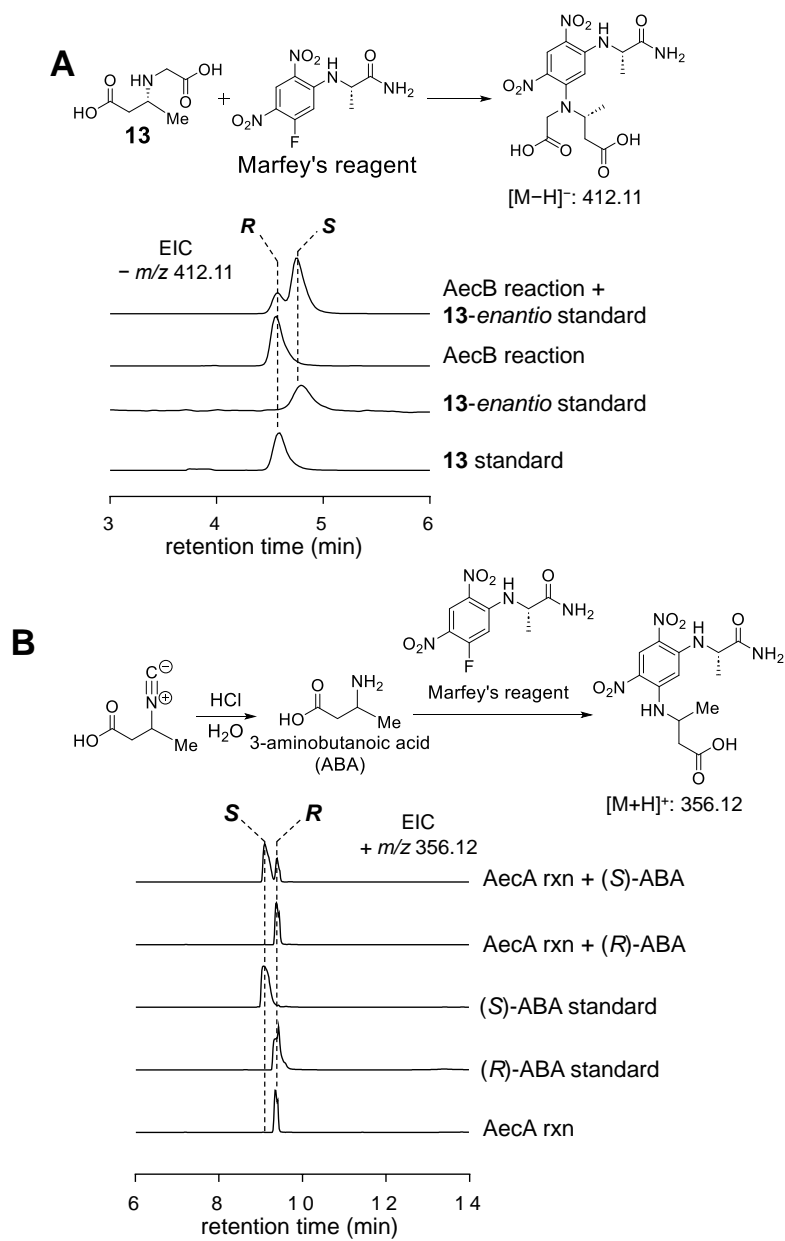 A
O
HO
HN
OH
O
Me
13
+
NO₂
H
N
O
NH₂
O₂N
F
Marfey's reagent
NO₂
H
N
O
NH₂
O₂N
N
HO
O
OH
O
[M−H]⁻: 412.11
EIC
− m/z 412.11
R
S
AecB reaction +
13-enantio standard
AecB reaction
13-enantio standard
13 standard
3 4 5 6
retention time (min)
B
C⊖
N⊕
O
HO
Me
HCl
H₂O
O
NH₂
HO
Me
3-aminobutanoic acid
(ABA)
NO₂
H
N
O
NH₂
O₂N
F
Marfey's reagent
NO₂
H
N
O
NH₂
O₂N
HN
Me
OH
O
[M+H]⁺: 356.12
S
R
EIC
+ m/z 356.12
AecA rxn + (S)-ABA
AecA rxn + (R)-ABA
(S)-ABA standard
(R)-ABA standard
AecA rxn
6 8 10 12 14
retention time (min)